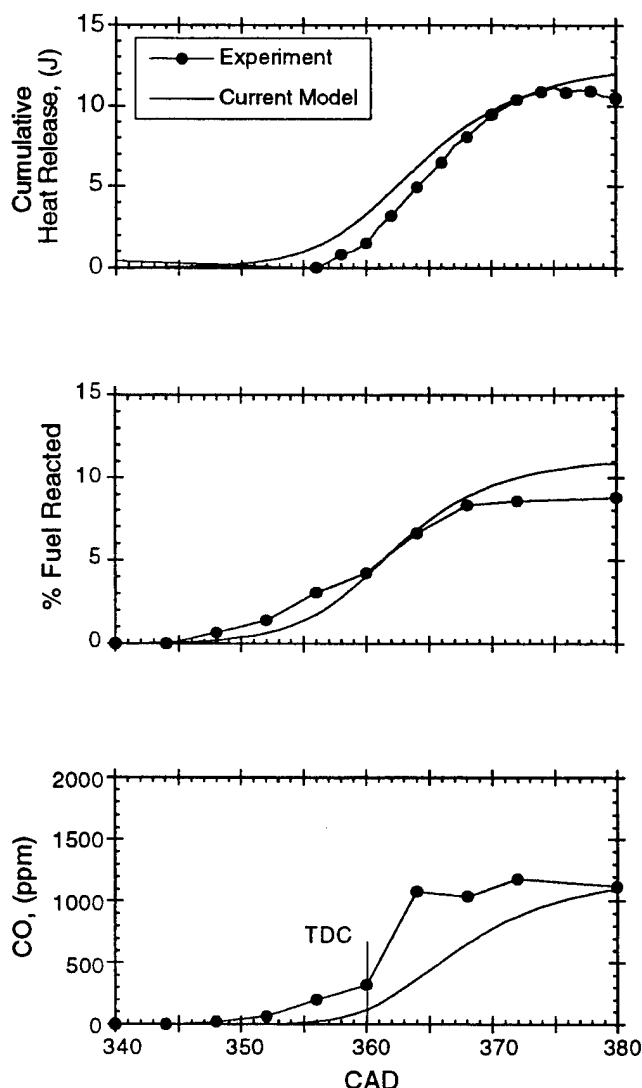 15
10
5
0
Cumulative
Heat Release, (J)
Experiment
Current Model
15
10
5
0
% Fuel Reacted
2000
1500
1000
500
0
CO, (ppm)
TDC
340 350 360 370 380
CAD